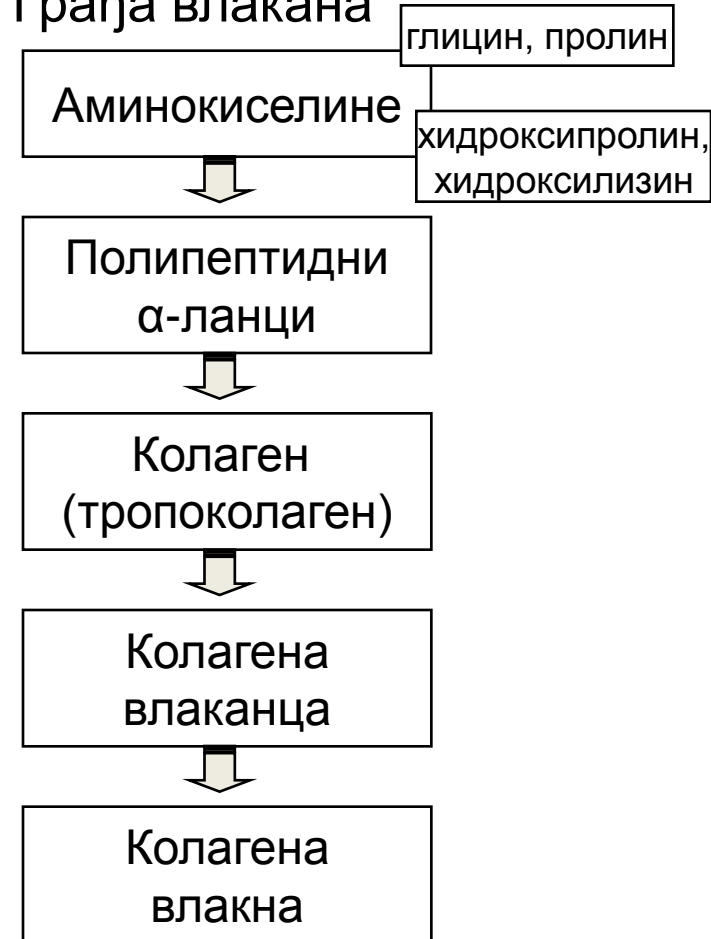 Грађа влакана
глицин, пролин
Аминокиселине
хидроксипролин,
хидроксилизин
Полипептидни
α-ланци
Колаген
(тропоколаген)
Колагена
влаканца
Колагена
влакна